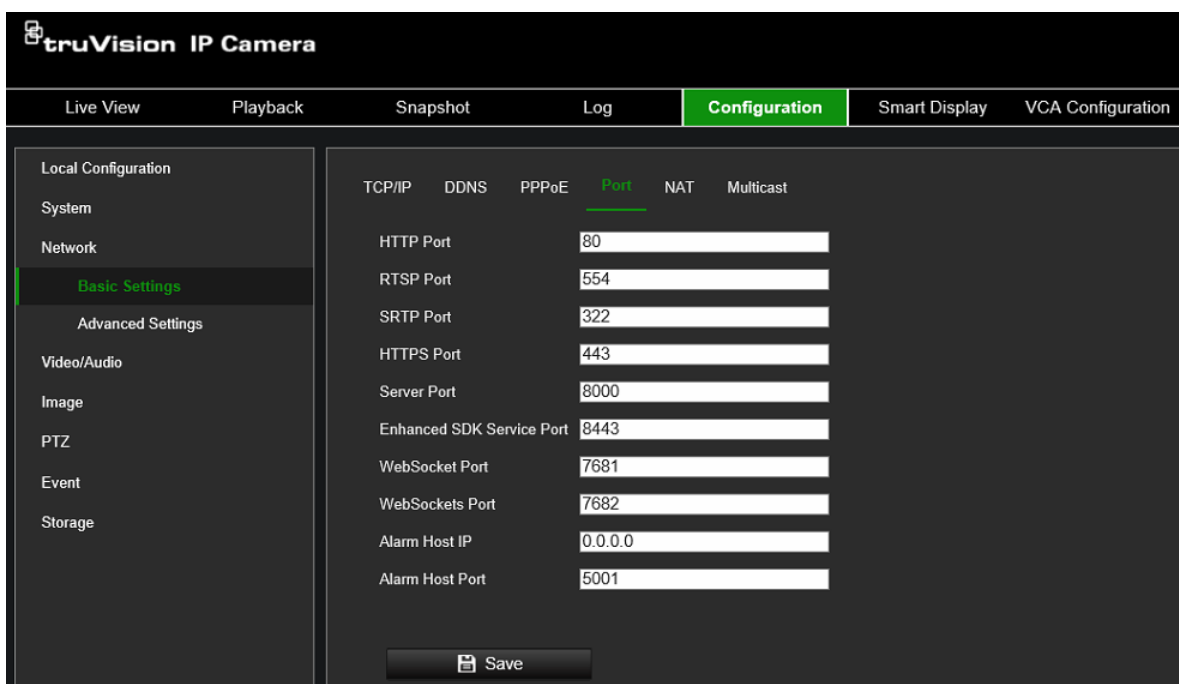 truVision IP Camera
Live View Playback Snapshot Log Configuration Smart Display VCA Configuration
Local Configuration
System
Network
Basic Settings
Advanced Settings
Video/Audio
Image
PTZ
Event
Storage
TCP/IP DDNS PPPoE Port NAT Multicast
HTTP Port 80
RTSP Port 554
SRTP Port 322
HTTPS Port 443
Server Port 8000
Enhanced SDK Service Port 8443
WebSocket Port 7681
WebSockets Port 7682
Alarm Host IP 0.0.0.0
Alarm Host Port 5001
Save